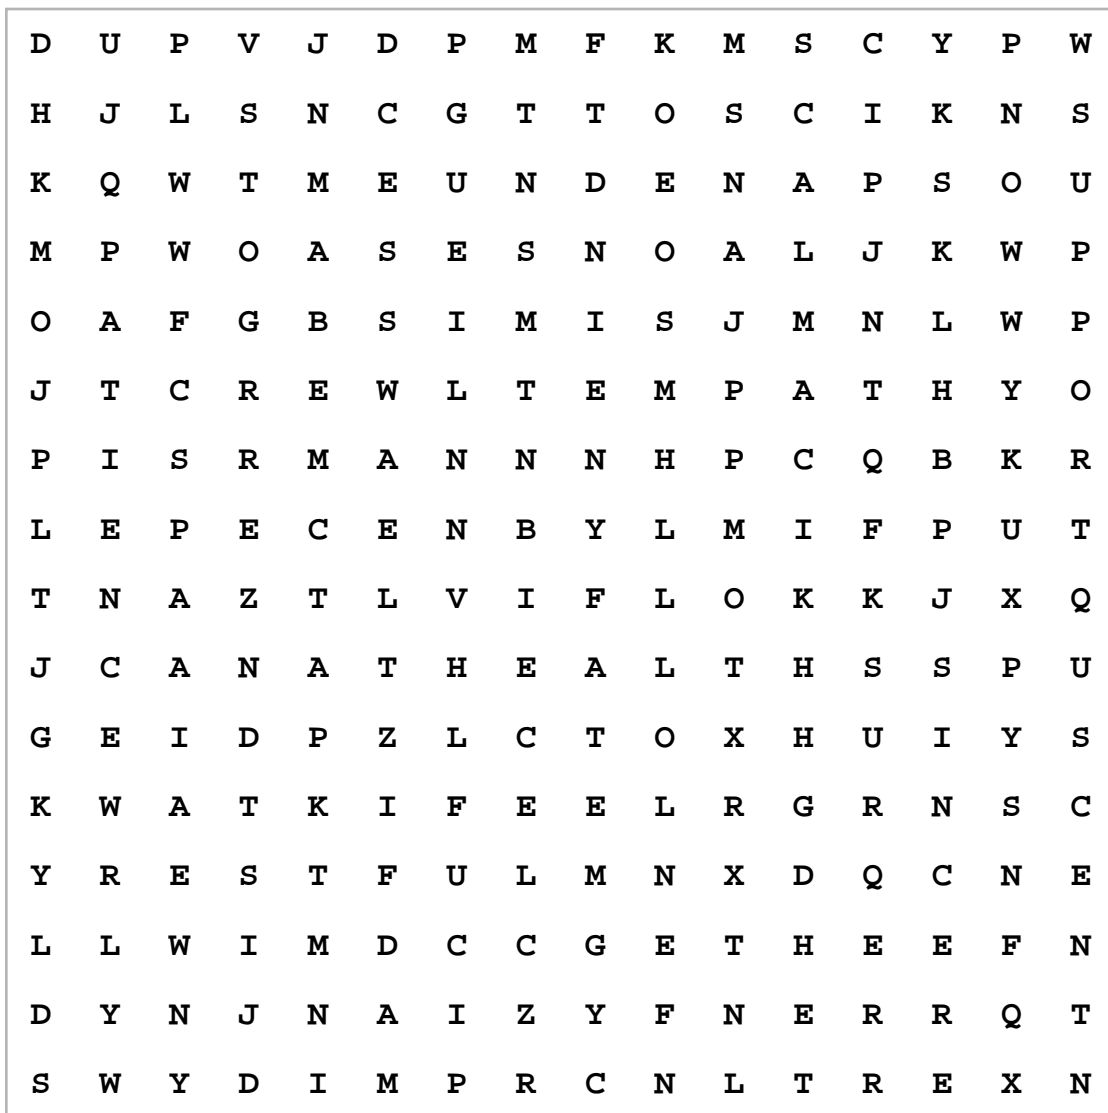 D U P V J D P M F K M S C Y P W
H J L S N C G T T O S C I K N S
K Q W T M E U N D E N A P S O U
M P W O A S E S N O A L J K W P
O A F G B S I M I S J M N L W P
J T C R E W L T E M P A T H Y O
P I S R M A N N N H P C Q B K R
L E P E C E N B Y L M I F P U T
T N A Z T L V I F L O K K J X Q
J C A N A T H E A L T H S S P U
G E I D P Z L C T O X H U I Y S
K W A T K I F E E L R G R N S C
Y R E S T F U L M N X D Q C N E
L L W I M D C C G E T H E E F N
D Y N J N A I Z Y F N E R R Q T
S W Y D I M P R C N L T R E X N